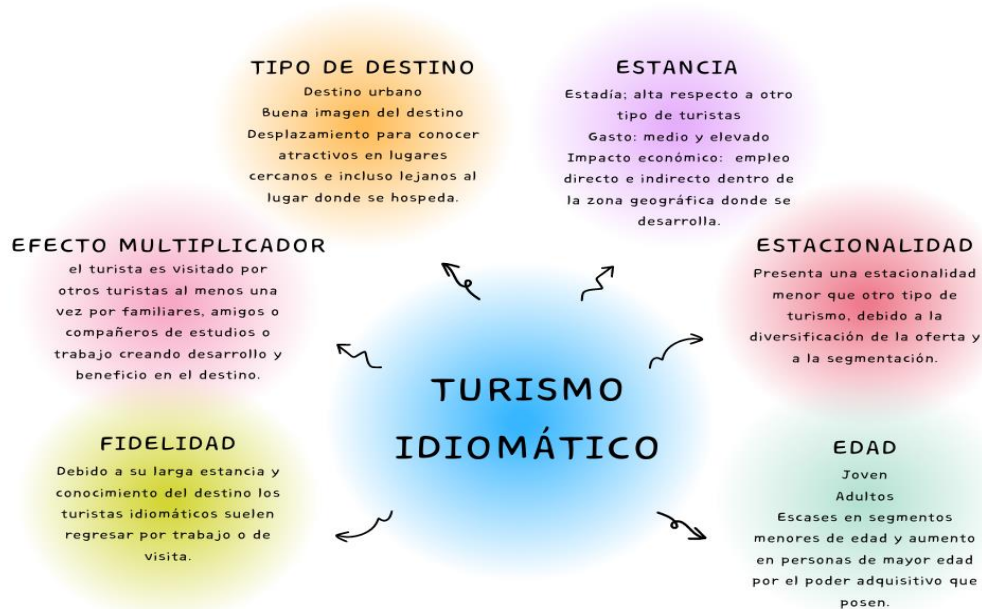 TIPO DE DESTINO
Destino urbano
Buena imagen del destino
Desplazamiento para conocer
atractivos en lugares
cercanos e incluso lejanos al
lugar donde se hospeda.
ESTANCIA
Estadía; alta respecto a otro
tipo de turistas
Gasto: medio y elevado
Impacto económico: empleo
directo e indirecto dentro de
la zona geográfica donde se
desarrolla.
EFECTO MULTIPLICADOR
el turista es visitado por
otros turistas al menos una
vez por familiares, amigos o
compañeros de estudios o
trabajo creando desarrollo y
beneficio en el destino.
ESTACIONALIDAD
Presenta una estacionalidad
menor que otro tipo de
turismo, debido a la
diversificación de la oferta y
a la segmentación.
TURISMO
IDIOMÁTICO
FIDELIDAD
Debido a su larga estancia y
conocimiento del destino los
turistas idiomáticos suelen
regresar por trabajo o de
visita.
EDAD
Joven
Adultos
Escases en segmentos
menores de edad y aumento
en personas de mayor edad
por el poder adquisitivo que
posen.